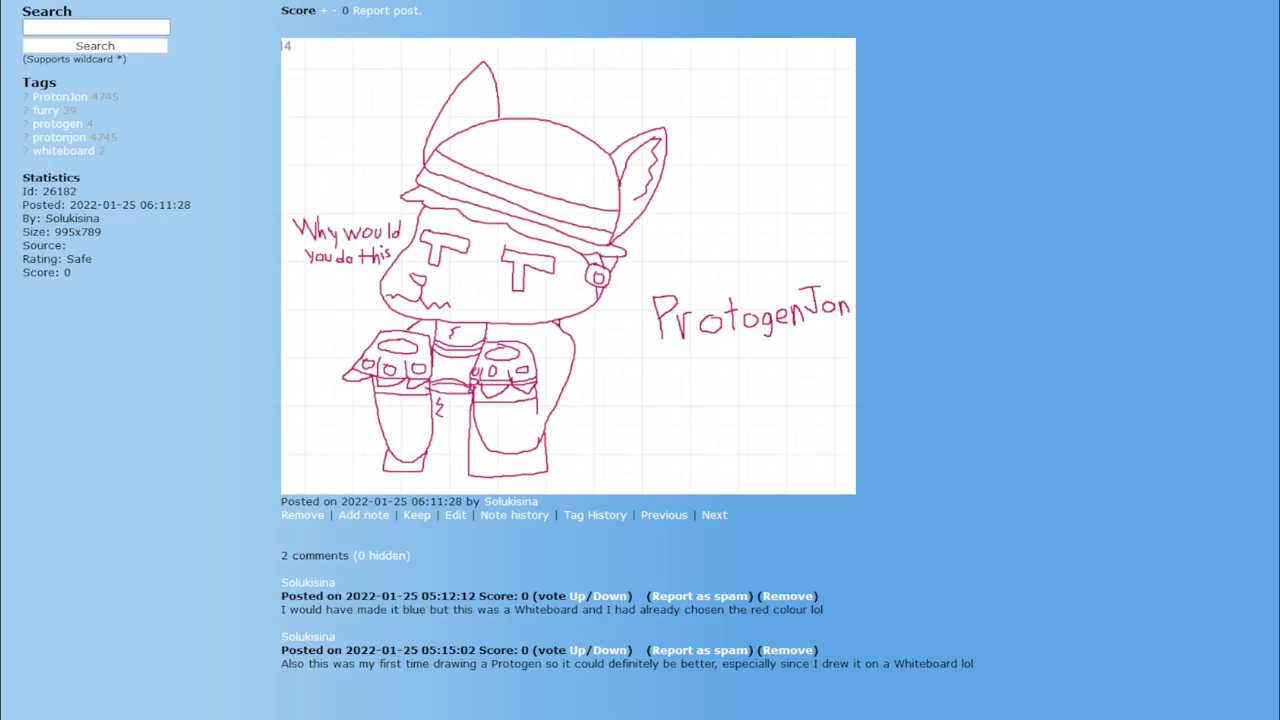 Search
Search
(Supports wildcard *)
Tags
? ProtonJon 4745
? furry 39
? protogen 4
? protonjon 4745
? whiteboard 2
Statistics
Id: 26182
Posted: 2022-01-25 06:11:28
By: Solukisina
Size: 995x789
Source:
Rating: Safe
Score: 0
Score + - 0 Report post.
14
Why would
you do this
ProtogenJon
Posted on 2022-01-25 06:11:28 by Solukisina
Remove | Add note | Keep | Edit | Note history | Tag History | Previous | Next
2 comments (0 hidden)
Solukisina
Posted on 2022-01-25 05:12:12 Score: 0 (vote Up/Down) (Report as spam) (Remove)
I would have made it blue but this was a Whiteboard and I had already chosen the red colour lol
Solukisina
Posted on 2022-01-25 05:15:02 Score: 0 (vote Up/Down) (Report as spam) (Remove)
Also this was my first time drawing a Protogen so it could definitely be better, especially since I drew it on a Whiteboard lol